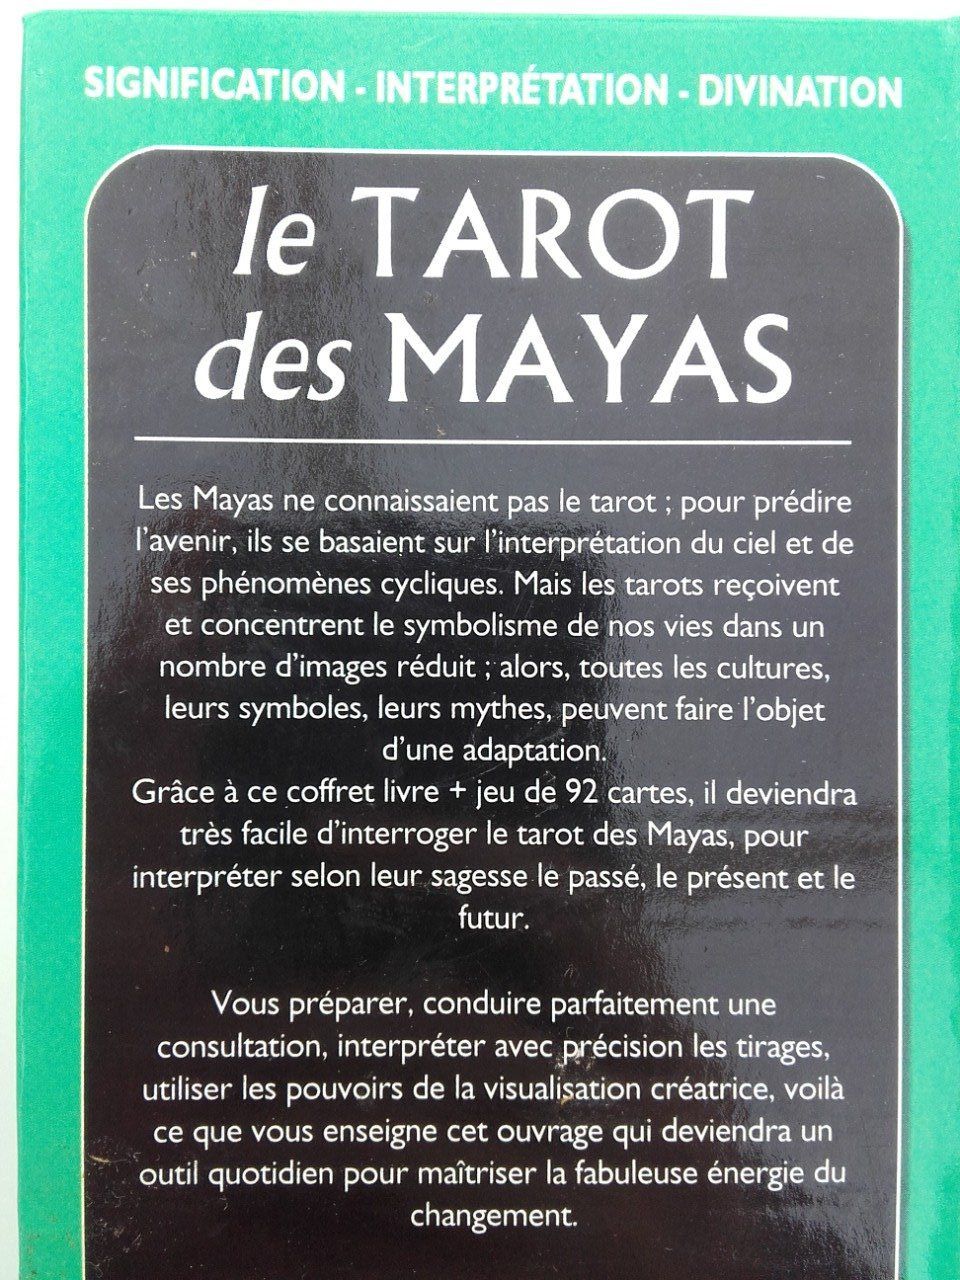 SIGNIFICATION - INTERPRÉTATION - DIVINATION
le TAROT
des MAYAS
Les Mayas ne connaissaient pas le tarot ; pour prédire
l'avenir, ils se basaient sur l'interprétation du ciel et de
ses phénomènes cycliques. Mais les tarots reçoivent
et concentrent le symbolisme de nos vies dans un
nombre d'images réduit ; alors, toutes les cultures,
leurs symboles, leurs mythes, peuvent faire l'objet
d'une adaptation.
Grâce à ce coffret livre + jeu de 92 cartes, il deviendra
très facile d'interroger le tarot des Mayas, pour
interpréter selon leur sagesse le passé, le présent et le
futur.
Vous préparer, conduire parfaitement une
consultation, interpréter avec précision les tirages,
utiliser les pouvoirs de la visualisation créatrice, voilà
ce que vous enseigne cet ouvrage qui deviendra un
outil quotidien pour maîtriser la fabuleuse énergie du
changement.